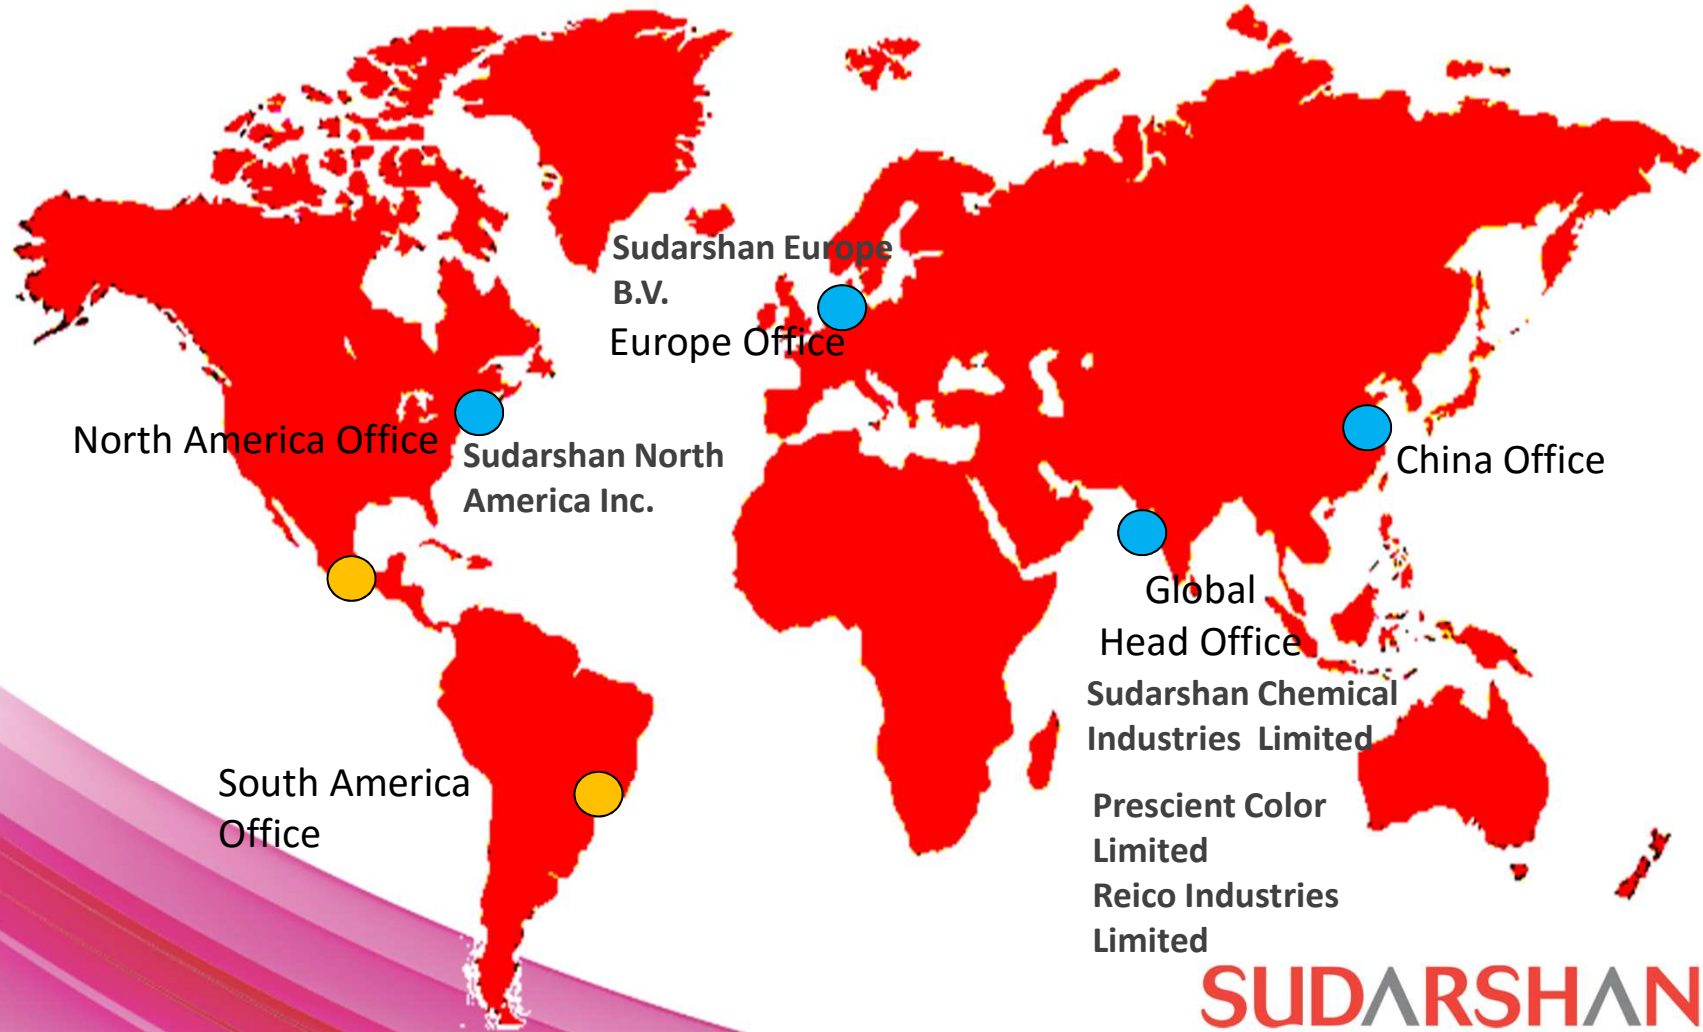 Sudarshan Europe
B.V.
Europe Office
North America Office
Sudarshan North
America Inc.
China Office
Global
Head Office
Sudarshan Chemical
Industries Limited
South America
Office
Prescient Color
Limited
Reico Industries
Limited
SUDARSHAN